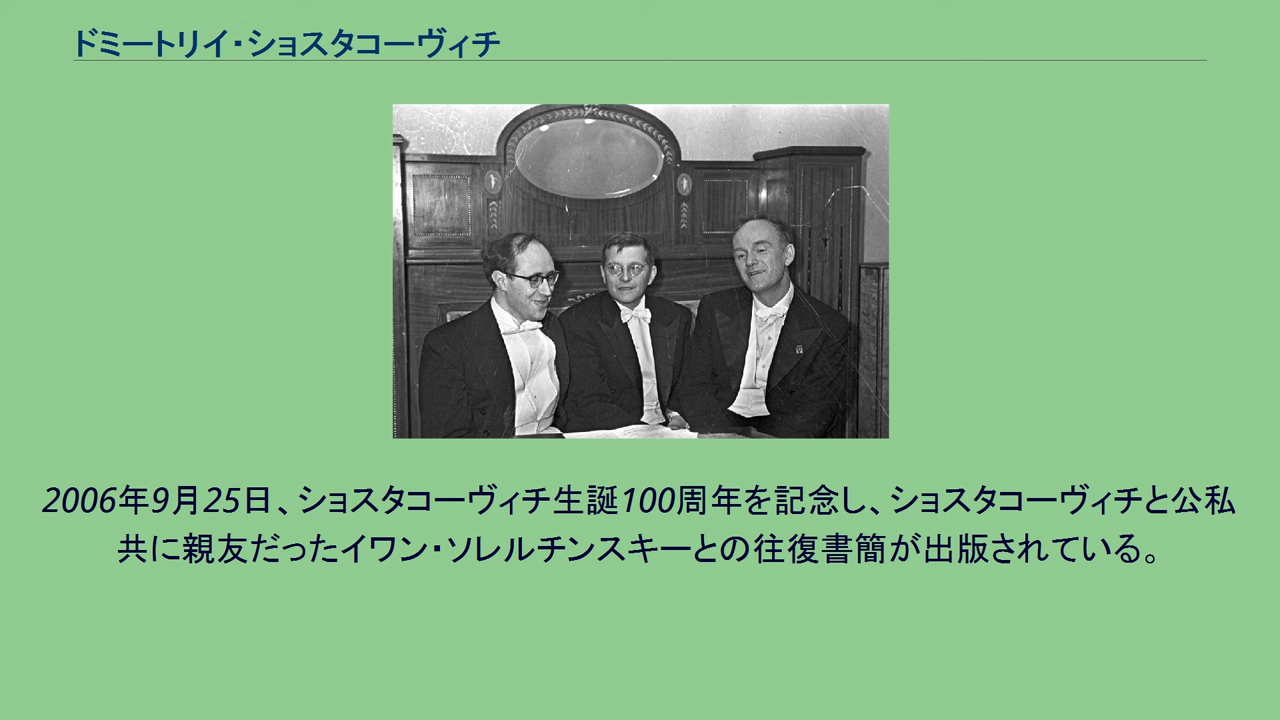 ドミートリイ・ショスタコーヴィチ
2006年9月25日、ショスタコーヴィチ生誕100周年を記念し、ショスタコーヴィチと公私
共に親友だったイワン・ソレルチンスキーとの往復書簡が出版されている。